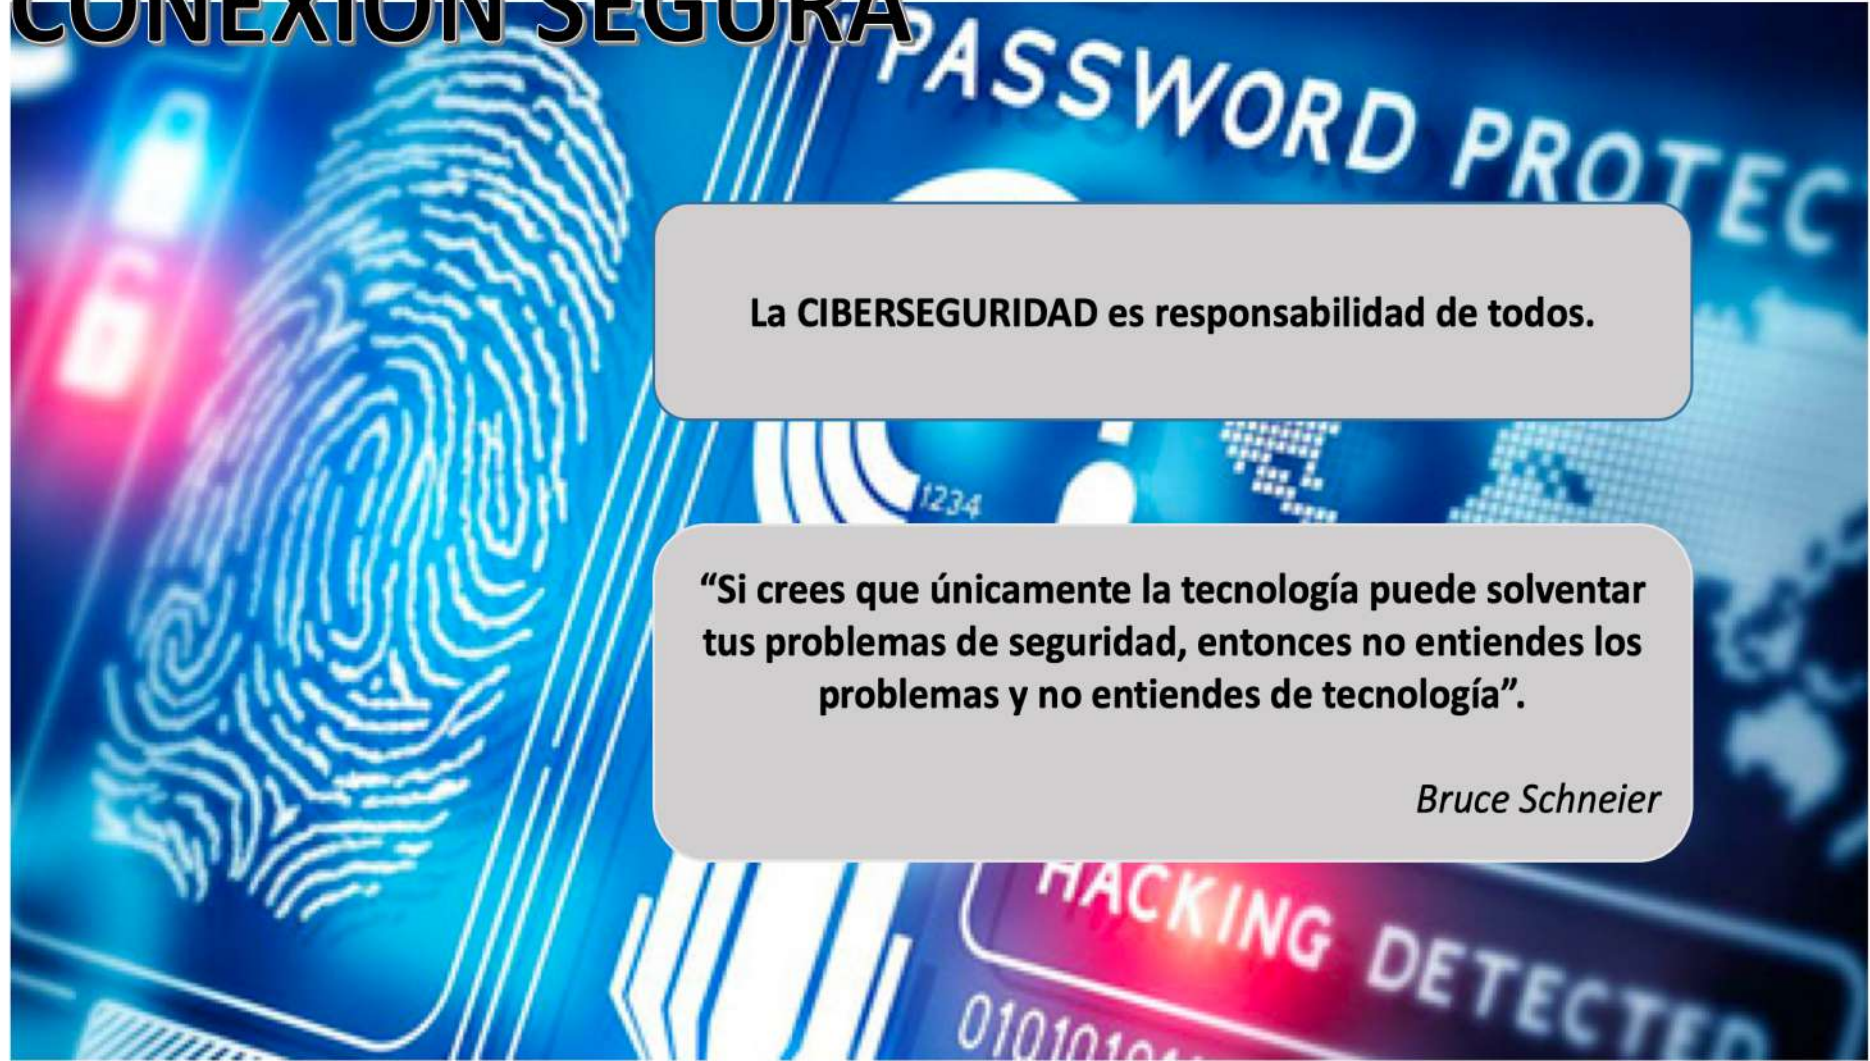 CONEXIÓN SEGURA
PASSWORD PROTEC
La CIBERSEGURIDAD es responsabilidad de todos.
1234
“Si crees que únicamente la tecnología puede solventar
tus problemas de seguridad, entonces no entiendes los
problemas y no entiendes de tecnología”.
Bruce Schneier
HACKING DETECTED